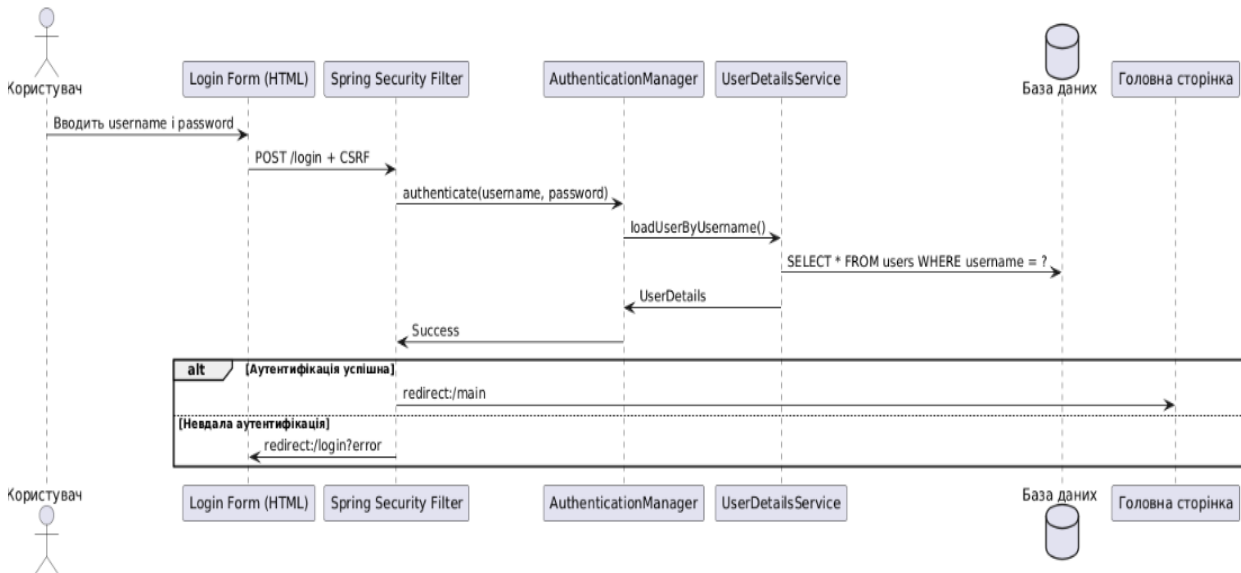 Користувач
Login Form (HTML)
Spring Security Filter
AuthenticationManager
UserDetailsService
База даних
Головна сторінка
Вводить username і password
POST /login + CSRF
authenticate(username, password)
loadUserByUsername()
SELECT * FROM users WHERE username = ?
UserDetails
Success
alt [Аутентифікація успішна]
redirect:/main
[Невдала аутентифікація]
redirect:/login?error
Користувач
Login Form (HTML)
Spring Security Filter
AuthenticationManager
UserDetailsService
База даних
Головна сторінка